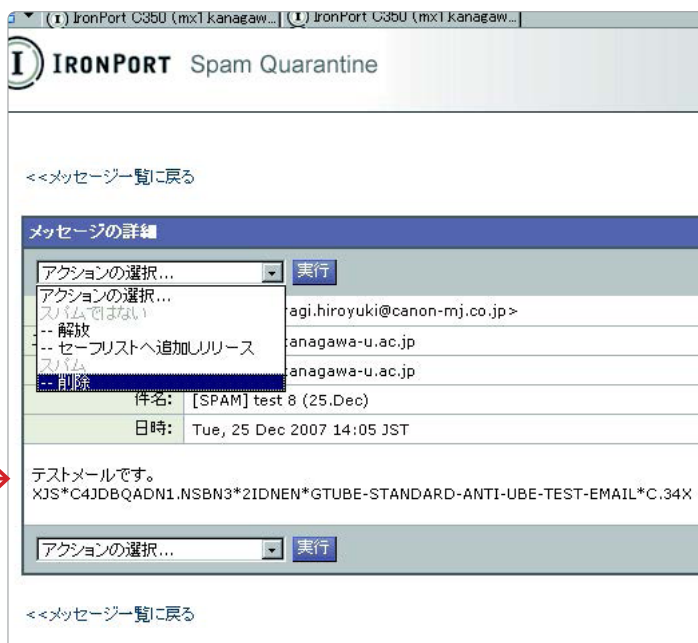 IronPort C350 (mx1.kanagaw... IronPort C350 (mx1.kanagaw...
IRONPORT Spam Quarantine
<<メッセージ一覧に戻る
メッセージの詳細
アクションの選択... 実行
アクションの選択...
スパムではない
agi.hiroyuki@canon-mj.co.jp>
-- 解放
-- セーフリストへ追加しリリース
anagawa-u.ac.jp
スパム
anagawa-u.ac.jp
-- 削除
件名: [SPAM] test 8 (25.Dec)
日時: Tue, 25 Dec 2007 14:05 JST
テストメールです。
XJS*C4JDBQADN1.NSBN3*2IDNEN*GTUBE-STANDARD-ANTI-UBE-TEST-EMAIL*C.34X
アクションの選択... 実行
<<メッセージ一覧に戻る